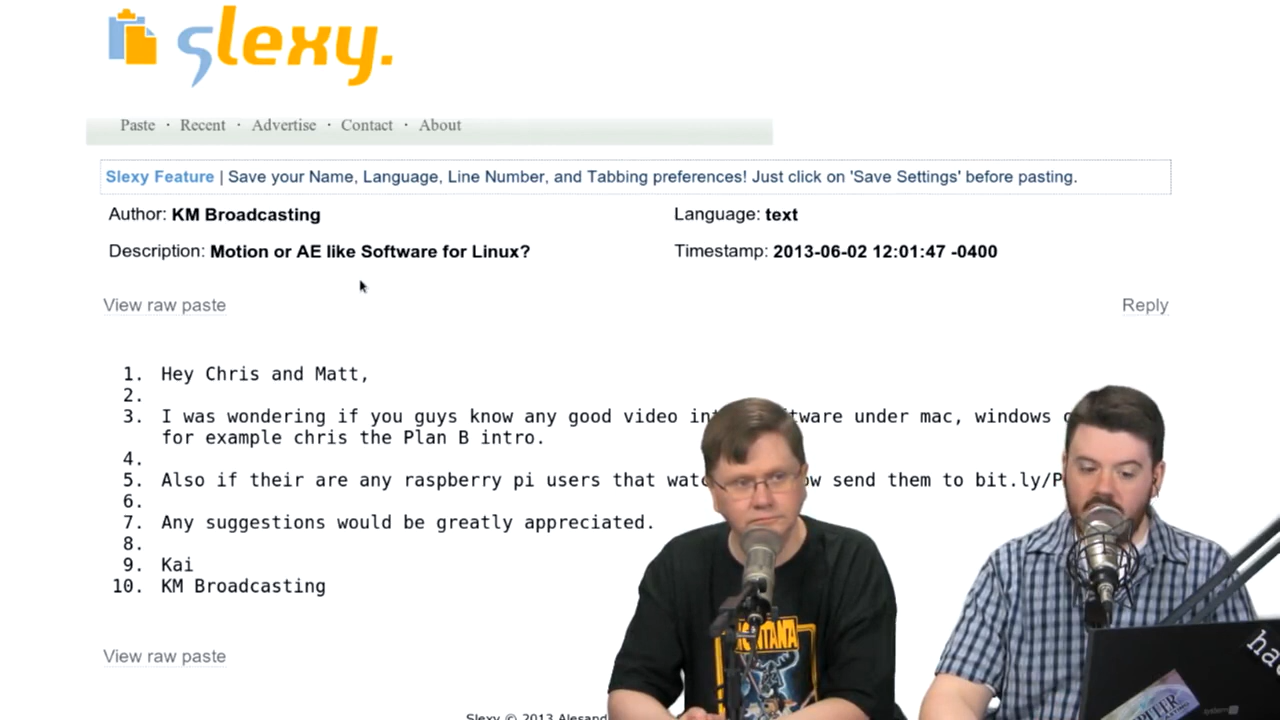 slexy.
Paste · Recent · Advertise · Contact · About
Slexy Feature | Save your Name, Language, Line Number, and Tabbing preferences! Just click on 'Save Settings' before pasting.
Author: KM Broadcasting
Language: text
Description: Motion or AE like Software for Linux?
Timestamp: 2013-06-02 12:01:47 -0400
View raw paste
Reply
1. Hey Chris and Matt,
2.
3. I was wondering if you guys know any good video under mac, windows
for example chris the Plan B intro.
4.
5. Also if their are any raspberry pi users that send them to
6.
7. Any suggestions would be greatly appreciated.
8.
9. Kai
10. KM Broadcasting
View raw paste
Slexy © 2013